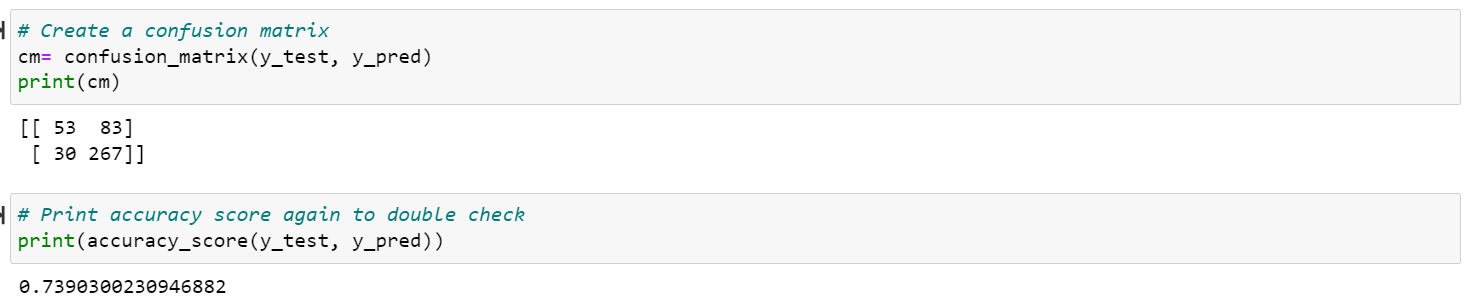 # Create a confusion matrix
cm= confusion_matrix(y_test, y_pred)
print(cm)
[[ 53  83]
 [ 30 267]]
# Print accuracy score again to double check
print(accuracy_score(y_test, y_pred))
0.7390300230946882